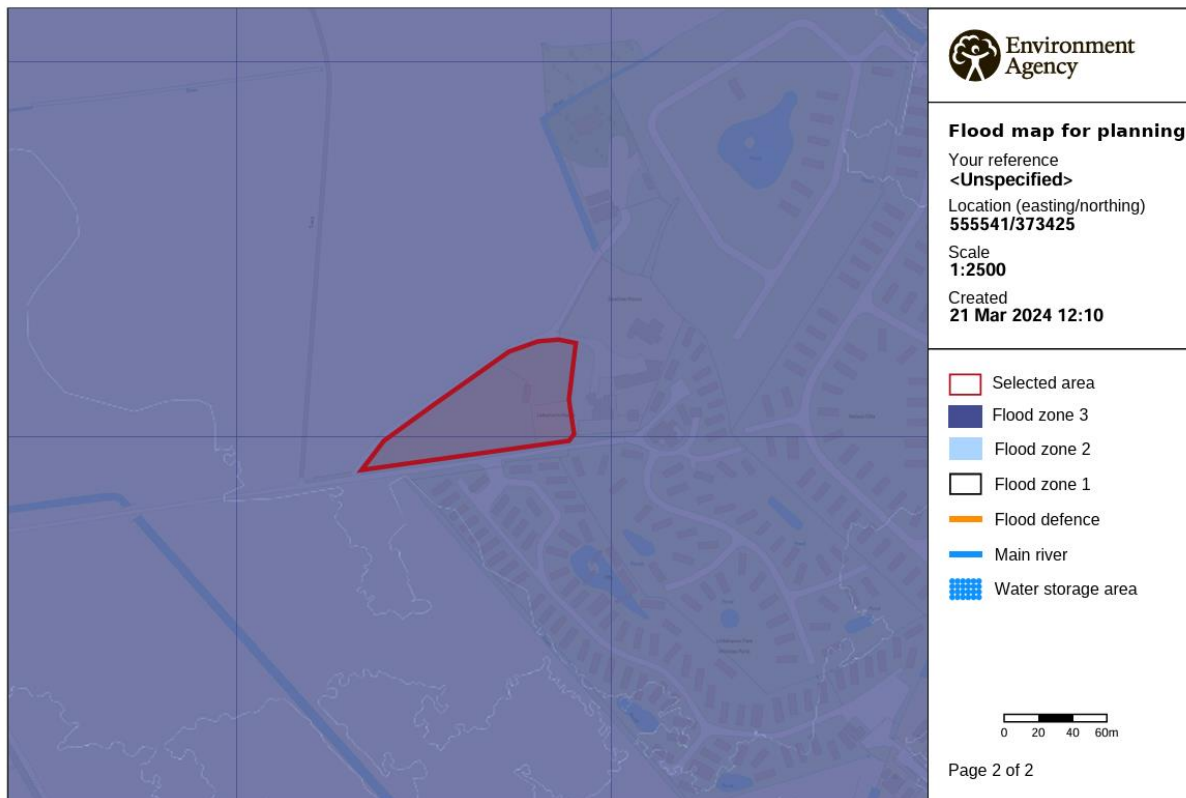 Environment
Agency
Flood map for planning
Your reference
<Unspecified>
Location (easting/northing)
555541/373425
Scale
1:2500
Created
21 Mar 2024 12:10
Selected area
Flood zone 3
Flood zone 2
Flood zone 1
Flood defence
Main river
Water storage area
0 20 40 60m
Page 2 of 2